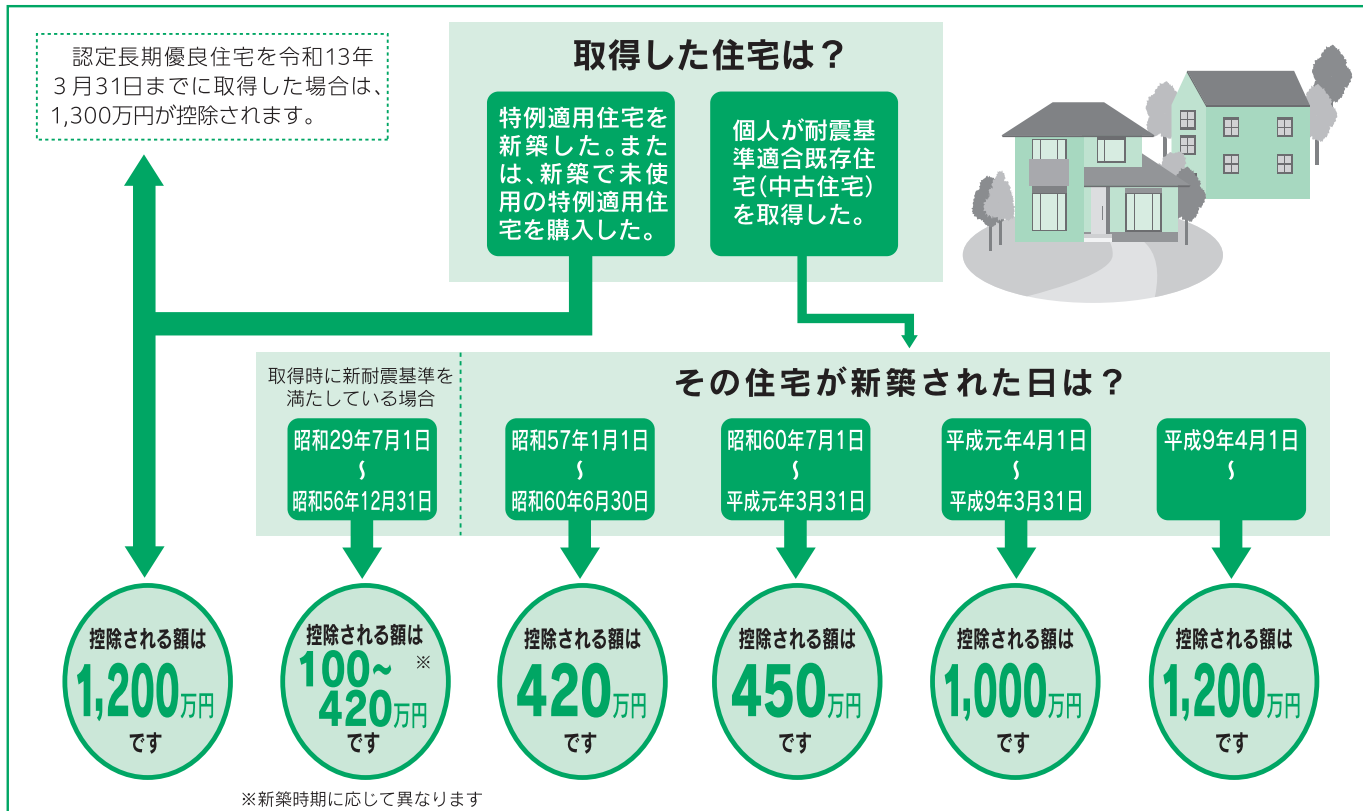 認定長期優良住宅を令和13年
3月31日までに取得した場合は、
1,300万円が控除されます。
取得した住宅は？
特例適用住宅を
新築した。また
は、新築で未使
用の特例適用住
宅を購入した。
個人が耐震基
準適合既存住
宅（中古住宅）
を取得した。
取得時に新耐震基準を
満たしている場合
その住宅が新築された日は？
昭和29年7月1日
〜
昭和56年12月31日
昭和57年1月1日
〜
昭和60年6月30日
昭和60年7月1日
〜
平成元年3月31日
平成元年4月1日
〜
平成9年3月31日
平成9年4月1日
〜
控除される額は
1,200万円
です
控除される額は
100〜※
420万円
です
控除される額は
420万円
です
控除される額は
450万円
です
控除される額は
1,000万円
です
控除される額は
1,200万円
です
※新築時期に応じて異なります